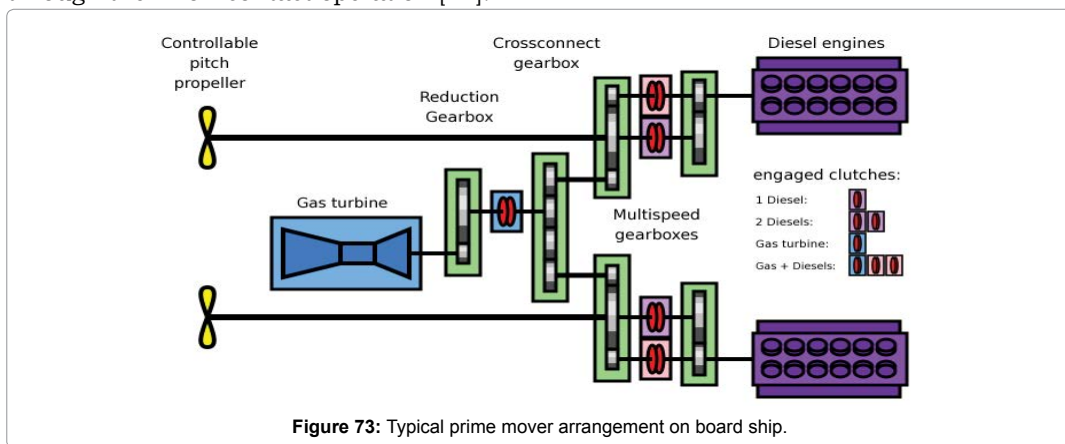 Controllable
pitch
propeller
Crossconnect
gearbox
Diesel engines
Reduction
Gearbox
Gas turbine
Multispeed
gearboxes
engaged clutches:
1 Diesel:
2 Diesels:
Gas turbine:
Gas + Diesels:
Figure 73: Typical prime mover arrangement on board ship.